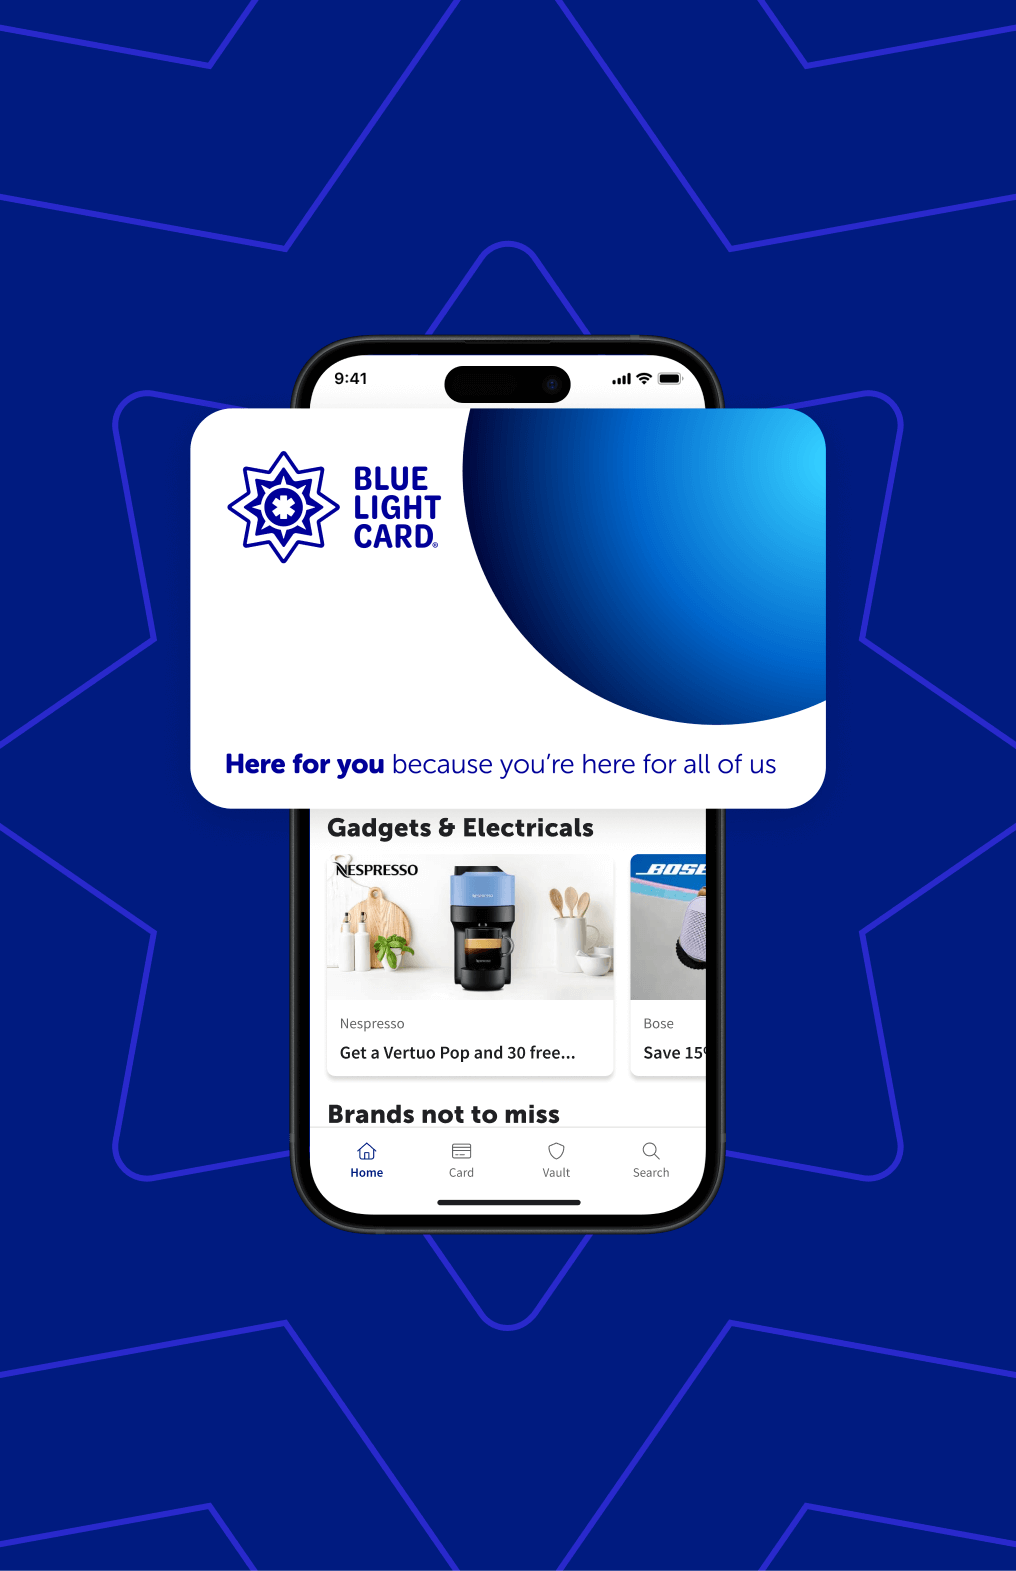 9:41
BLUE
LIGHT
CARD®
Here for you because you’re here for all of us
Gadgets & Electricals
NESPRESSO
BOSE
Nespresso
Bose
Get a Vertuo Pop and 30 free...
Save 15
Brands not to miss
Home
Card
Vault
Search